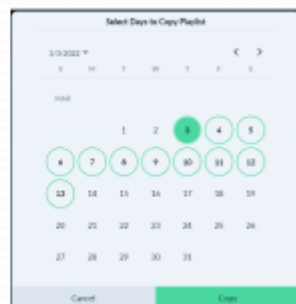 Select Days to Copy Playlist
3/3/2022
S M T W T F S
MAR
1 2 3 4 5
6 7 8 9 10 11 12
13 14 15 16 17 18 19
20 21 22 23 24 25 26
27 28 29 30 31
Cancel Copy